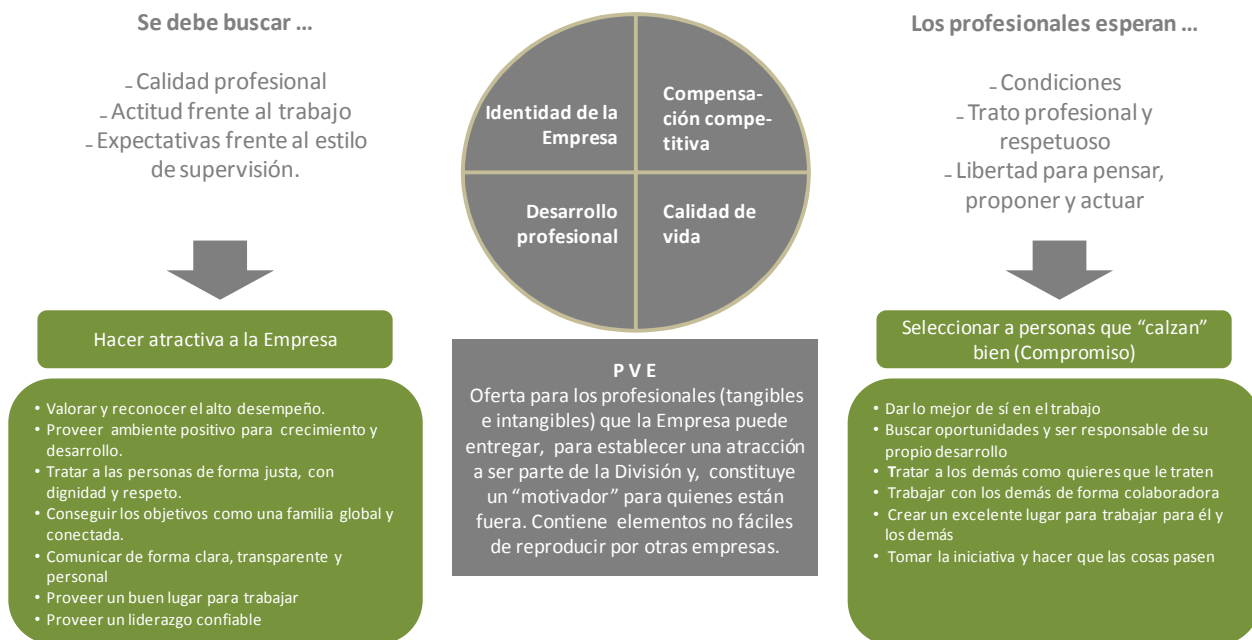 Se debe buscar ...
– Calidad profesional
– Actitud frente al trabajo
– Expectativas frente al estilo
de supervisión.
Hacer atractiva a la Empresa
• Valorar y reconocer el alto desempeño.
• Proveer ambiente positivo para crecimiento y
desarrollo.
• Tratar a las personas de forma justa, con
dignidad y respeto.
• Conseguir los objetivos como una familia global y
conectada.
• Comunicar de forma clara, transparente y
personal
• Proveer un buen lugar para trabajar
• Proveer un liderazgo confiable
Identidad de la
Empresa
Compensa-
ción compe-
titiva
Desarrollo
profesional
Calidad de
vida
P V E
Oferta para los profesionales (tangibles
e intangibles) que la Empresa puede
entregar, para establecer una atracción
a ser parte de la División y, constituye
un “motivador” para quienes están
fuera. Contiene elementos no fáciles
de reproducir por otras empresas.
Los profesionales esperan ...
– Condiciones
– Trato profesional y
respetuoso
– Libertad para pensar,
proponer y actuar
Seleccionar a personas que “calzan”
bien (Compromiso)
• Dar lo mejor de sí en el trabajo
• Buscar oportunidades y ser responsable de su
propio desarrollo
• Tratar a los demás como quieres que le traten
• Trabajar con los demás de forma colaboradora
• Crear un excelente lugar para trabajar para él y
los demás
• Tomar la iniciativa y hacer que las cosas pasen